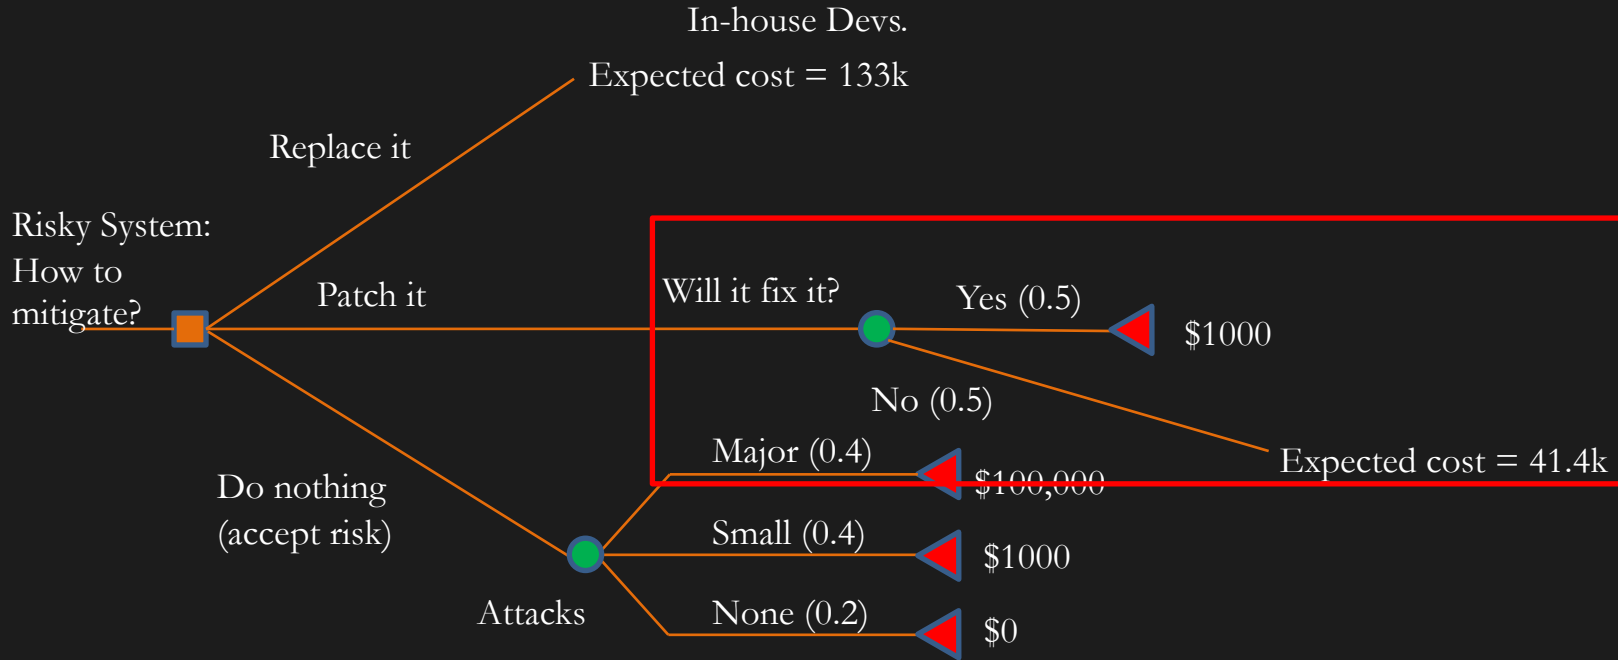 In-house Devs.
Expected cost = 133k
Replace it
Risky System:
How to
mitigate?
Patch it
Will it fix it?
Yes (0.5)
$1000
No (0.5)
Expected cost = 41.4k
Do nothing
(accept risk)
Attacks
Major (0.4)
$100,000
Small (0.4)
$1000
None (0.2)
$0